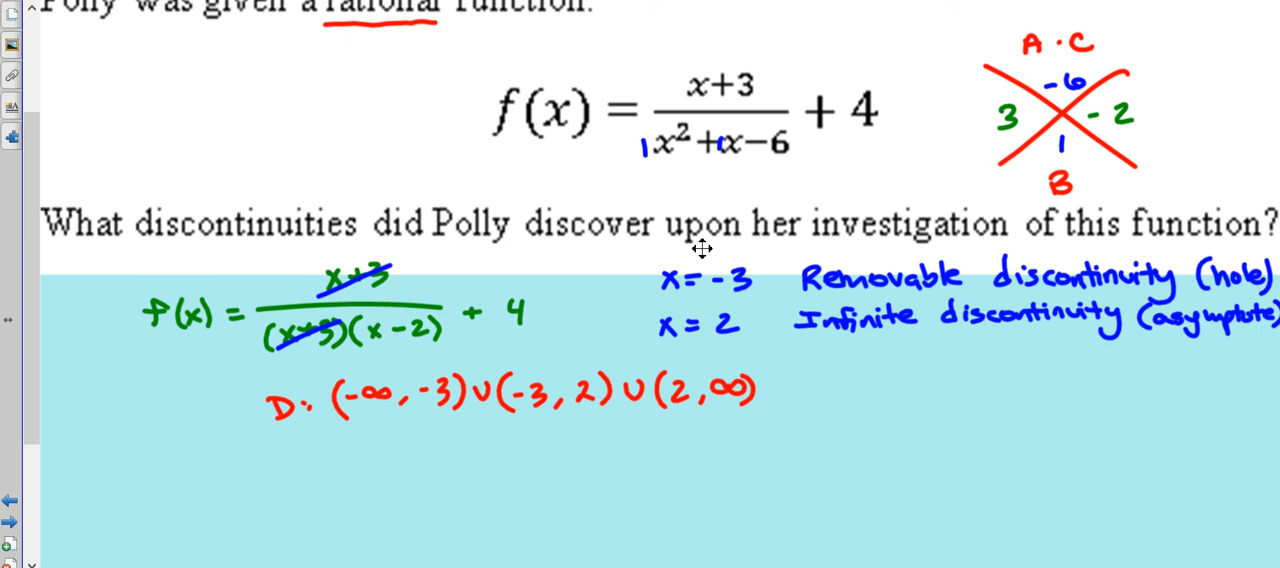 Polly was given a rational function.
A · C
-6
3 -2
1
B
f(x) = \frac{x+3}{1x²+1x-6} + 4
What discontinuities did Polly discover upon her investigation of this function?
f(x) = \frac{x+3}{(x+3)(x-2)} + 4
x = -3 Removable discontinuity (hole)
x = 2 Infinite discontinuity (asymptote)
D: (-∞, -3) ∪ (-3, 2) ∪ (2, ∞)